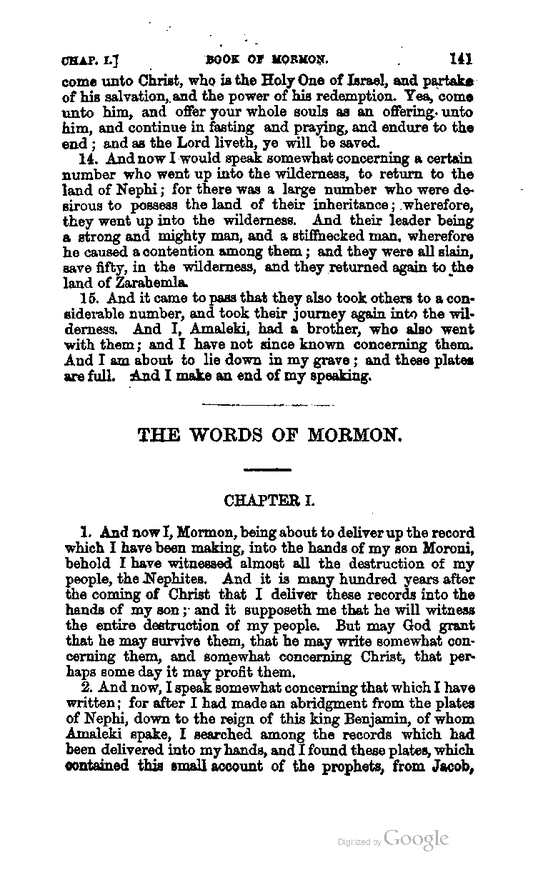 CHAP. I.] BOOK OF MORMON. 141
come unto Christ, who is the Holy One of Israel, and partake
of his salvation, and the power of his redemption. Yea, come
unto him, and offer your whole souls as an offering unto
him, and continue in fasting and praying, and endure to the
end; and as the Lord liveth, ye will be saved.
14. And now I would speak somewhat concerning a certain
number who went up into the wilderness, to return to the
land of Nephi; for there was a large number who were de-
sirous to possess the land of their inheritance; wherefore,
they went up into the wilderness. And their leader being
a strong and mighty man, and a stiffnecked man, wherefore
he caused a contention among them; and they were all slain,
save fifty, in the wilderness, and they returned again to the
land of Zarahemla.
15. And it came to pass that they also took others to a con-
siderable number, and took their journey again into the wil-
derness. And I, Amaleki, had a brother, who also went
with them; and I have not since known concerning them.
And I am about to lie down in my grave; and these plates
are full. And I make an end of my speaking.
THE WORDS OF MORMON.
CHAPTER I.
1. And now I, Mormon, being about to deliver up the record
which I have been making, into the hands of my son Moroni,
behold I have witnessed almost all the destruction of my
people, the Nephites. And it is many hundred years after
the coming of Christ that I deliver these records into the
hands of my son; and it supposeth me that he will witness
the entire destruction of my people. But may God grant
that he may survive them, that he may write somewhat con-
cerning them, and somewhat concerning Christ, that per-
haps some day it may profit them.
2. And now, I speak somewhat concerning that which I have
written; for after I had made an abridgment from the plates
of Nephi, down to the reign of this king Benjamin, of whom
Amaleki spake, I searched among the records which had
been delivered into my hands, and I found these plates, which
contained this small account of the prophets, from Jacob,
Digitized by Google